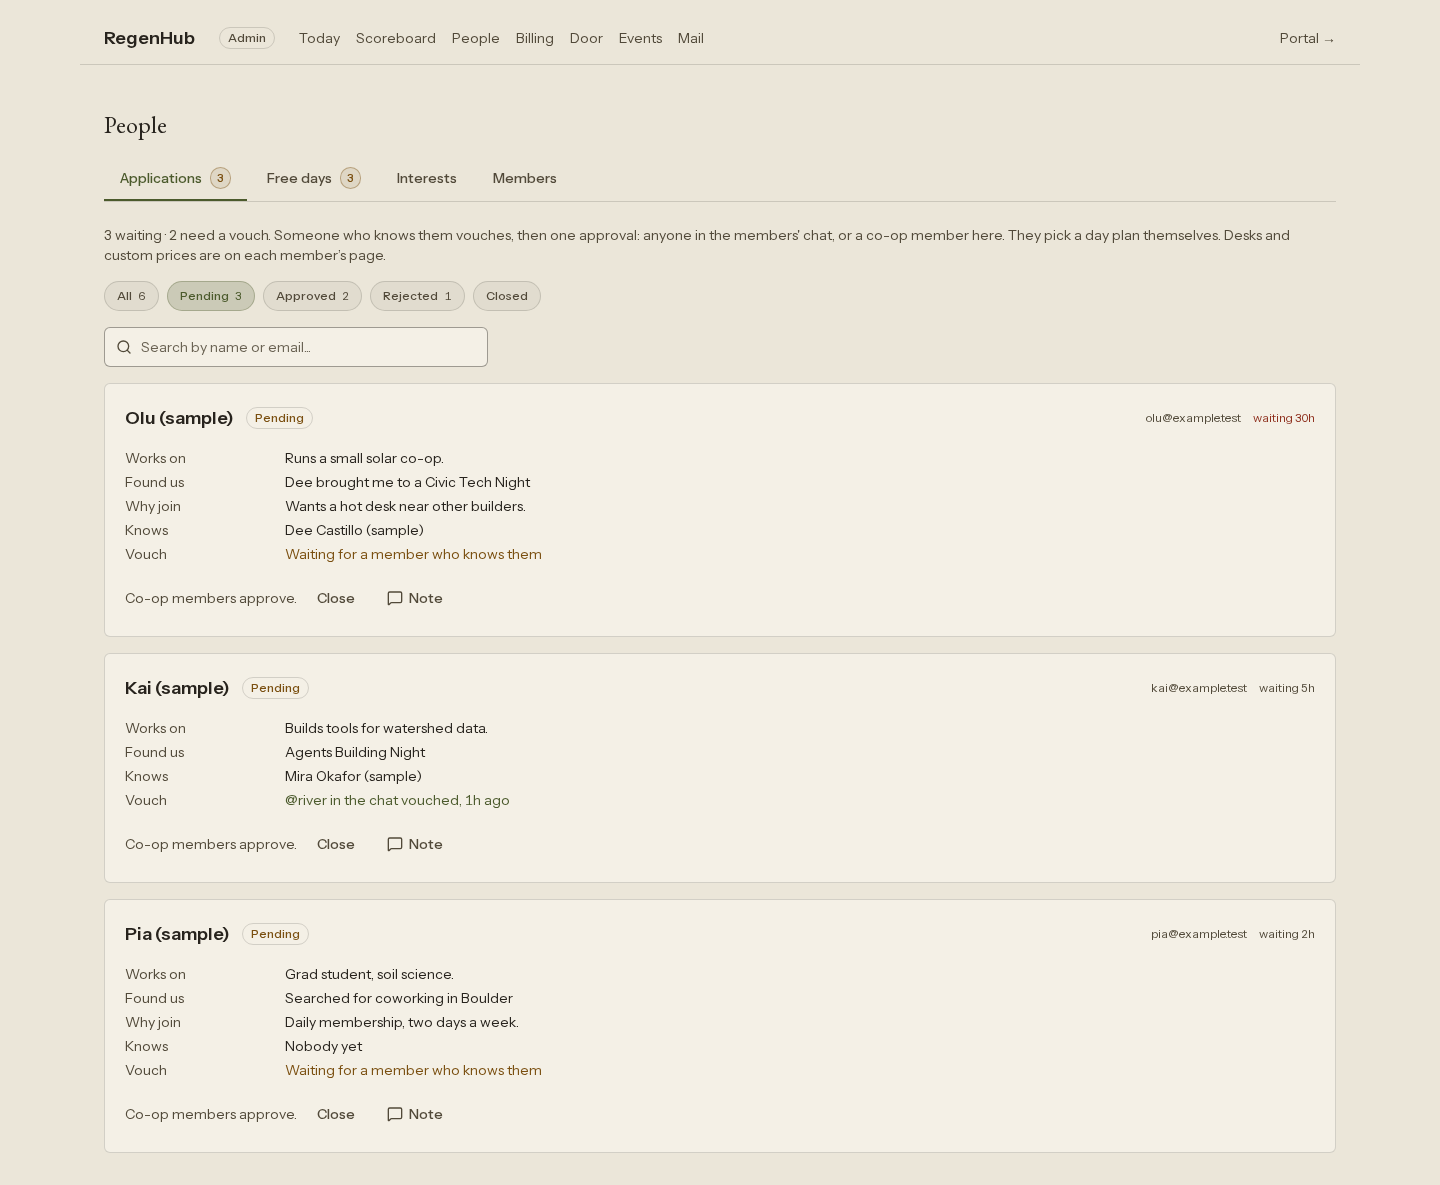 RegenHub Admin Today Scoreboard People Billing Door Events Mail Portal →
People
Applications 3 Free days 3 Interests Members
3 waiting · 2 need a vouch. Someone who knows them vouches, then one approval: anyone in the members' chat, or a co-op member here. They pick a day plan themselves. Desks and
custom prices are on each member's page.
All 6 Pending 3 Approved 2 Rejected 1 Closed
Search by name or email...
Olu (sample) Pending olu@example.test waiting 30h
Works on Runs a small solar co-op.
Found us Dee brought me to a Civic Tech Night
Why join Wants a hot desk near other builders.
Knows Dee Castillo (sample)
Vouch Waiting for a member who knows them
Co-op members approve. Close Note
Kai (sample) Pending kai@example.test waiting 5h
Works on Builds tools for watershed data.
Found us Agents Building Night
Knows Mira Okafor (sample)
Vouch @river in the chat vouched, 1h ago
Co-op members approve. Close Note
Pia (sample) Pending pia@example.test waiting 2h
Works on Grad student, soil science.
Found us Searched for coworking in Boulder
Why join Daily membership, two days a week.
Knows Nobody yet
Vouch Waiting for a member who knows them
Co-op members approve. Close Note